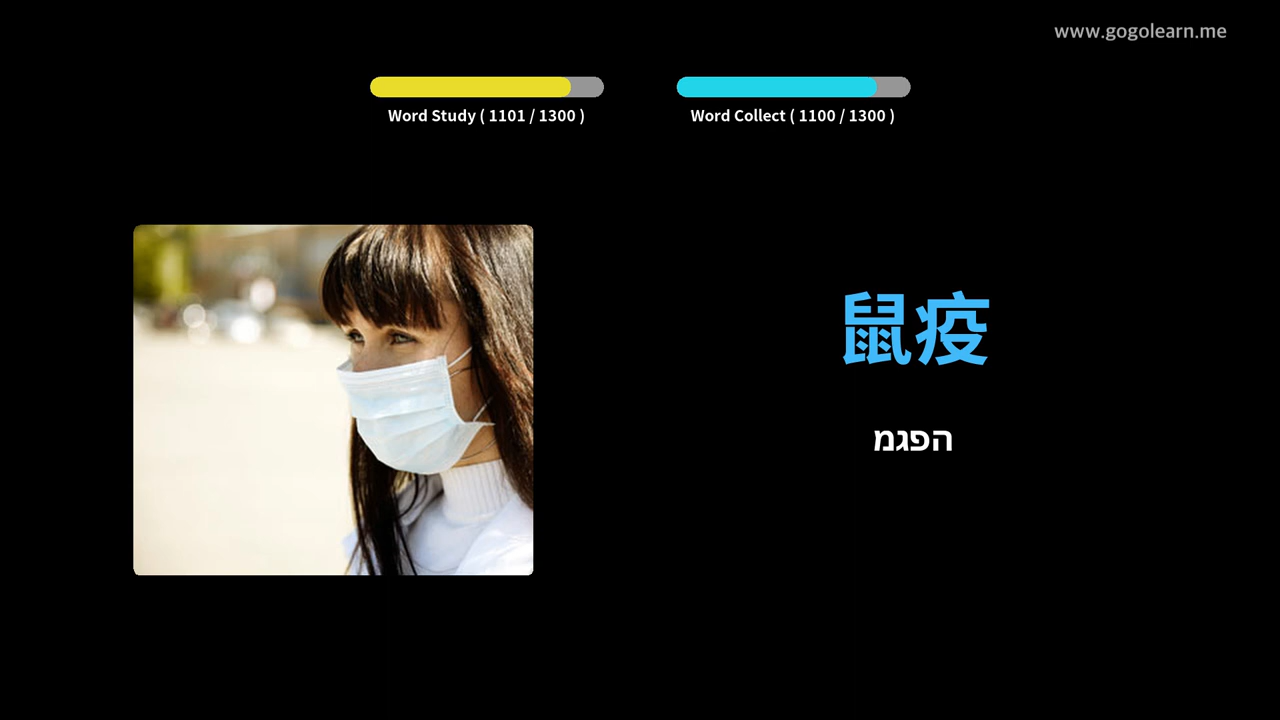 www.gogolearn.me
Word Study ( 1101 / 1300 )
Word Collect ( 1100 / 1300 )
鼠疫
הפגמ